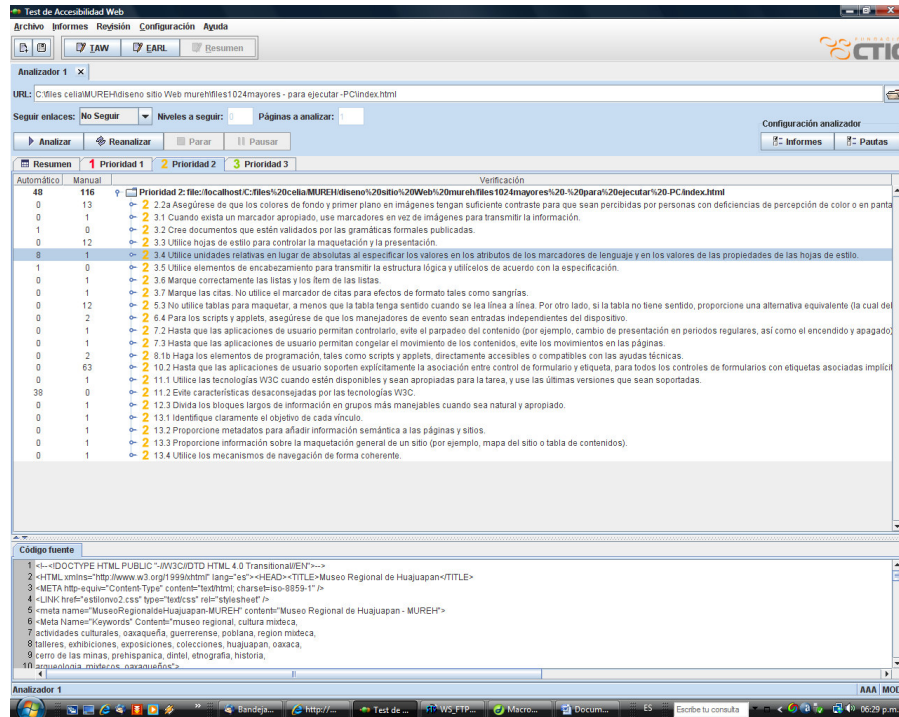 Test de Accesibilidad Web
Archivo Informes Revisión Configuración Ayuda
TAW EARL Resumen
FUNDACIÓ
CTIC
Analizador 1 X
URL: C:\files celia\MUREH\diseno sitio Web mureh\files1024mayores - para ejecutar -PC\index.html
Seguir enlaces: No Seguir Niveles a seguir: 0 Páginas a analizar: 1
Configuración analizador
Analizar Reanalizar Parar Pausar Informes Pautas
Resumen 1 Prioridad 1 2 Prioridad 2 3 Prioridad 3
Automático Manual Verificación
48 116 Prioridad 2: file://localhost/C:/files%20celia/MUREH/diseno%20sitio%20Web%20mureh/files1024mayores%20-%20para%20ejecutar%20-PC/index.html
0 13 2 2.2a Asegúrese de que los colores de fondo y primer plano en imágenes tengan suficiente contraste para que sean percibidas por personas con deficiencias de percepción de color o en panta
0 1 2 3.1 Cuando exista un marcador apropiado, use marcadores en vez de imágenes para transmitir la información.
1 0 2 3.2 Cree documentos que estén validados por las gramáticas formales publicadas.
0 12 2 3.3 Utilice hojas de estilo para controlar la maquetación y la presentación.
8 1 2 3.4 Utilice unidades relativas en lugar de absolutas al especificar los valores en los atributos de los marcadores de lenguaje y en los valores de las propiedades de las hojas de estilo.
1 0 2 3.5 Utilice elementos de encabezamiento para transmitir la estructura lógica y utilícelos de acuerdo con la especificación.
0 1 2 3.6 Marque correctamente las listas y los ítem de las listas.
0 1 2 3.7 Marque las citas. No utilice el marcador de citas para efectos de formato tales como sangrías.
0 12 2 5.3 No utilice tablas para maquetar, a menos que la tabla tenga sentido cuando se lea línea a línea. Por otro lado, si la tabla no tiene sentido, proporcione una alternativa equivalente (la cual del
0 2 2 6.4 Para los scripts y applets, asegúrese de que los manejadores de evento sean entradas independientes del dispositivo.
0 1 2 7.2 Hasta que las aplicaciones de usuario permitan controlarlo, evite el parpadeo del contenido (por ejemplo, cambio de presentación en periodos regulares, así como el encendido y apagado)
0 1 2 7.3 Hasta que las aplicaciones de usuario permitan congelar el movimiento de los contenidos, evite los movimientos en las páginas.
0 2 2 8.1b Haga los elementos de programación, tales como scripts y applets, directamente accesibles o compatibles con las ayudas técnicas.
0 63 2 10.2 Hasta que las aplicaciones de usuario soporten explícitamente la asociación entre control de formulario y etiqueta, para todos los controles de formularios con etiquetas asociadas implícit
0 1 2 11.1 Utilice las tecnologías W3C cuando estén disponibles y sean apropiadas para la tarea, y use las últimas versiones que sean soportadas.
38 0 2 11.2 Evite características desaconsejadas por las tecnologías W3C.
0 1 2 12.3 Divida los bloques largos de información en grupos más manejables cuando sea natural y apropiado.
0 1 2 13.1 Identifique claramente el objetivo de cada vínculo.
0 1 2 13.2 Proporcione metadatos para añadir información semántica a las páginas y sitios.
0 1 2 13.3 Proporcione información sobre la maquetación general de un sitio (por ejemplo, mapa del sitio o tabla de contenidos).
0 1 2 13.4 Utilice los mecanismos de navegación de forma coherente.
Código fuente
1 <!--<!DOCTYPE HTML PUBLIC "-//W3C//DTD HTML 4.0 Transitional//EN">-->
2 <HTML xmlns="http://www.w3.org/1999/xhtml" lang="es"><HEAD><TITLE>Museo Regional de Huajuapan</TITLE>
3 <META http-equiv="Content-Type" content="text/html; charset=iso-8859-1" />
4 <LINK href="estilonvo2.css" type="text/css" rel="stylesheet" />
5 <meta name="MuseoRegionaldeHuajuapan-MUREH" content="Museo Regional de Huajuapan - MUREH">
6 <Meta Name="Keywords" Content="museo regional, cultura mixteca,
7 actividades culturales, oaxaqueña, guerrerense, poblana, region mixteca,
8 talleres, exhibiciones, exposiciones, colecciones, huajuapan, oaxaca,
9 cerro de las minas, prehispanica, dintel, etnografia, historia,
10 arqueologia, mixtecos, oaxaqueños">
Analizador 1 AAA MOD
Bandeja... http://... Test de ... WS_FTP... Macro... Docum... ES Escribe tu consulta 06:29 p.m.